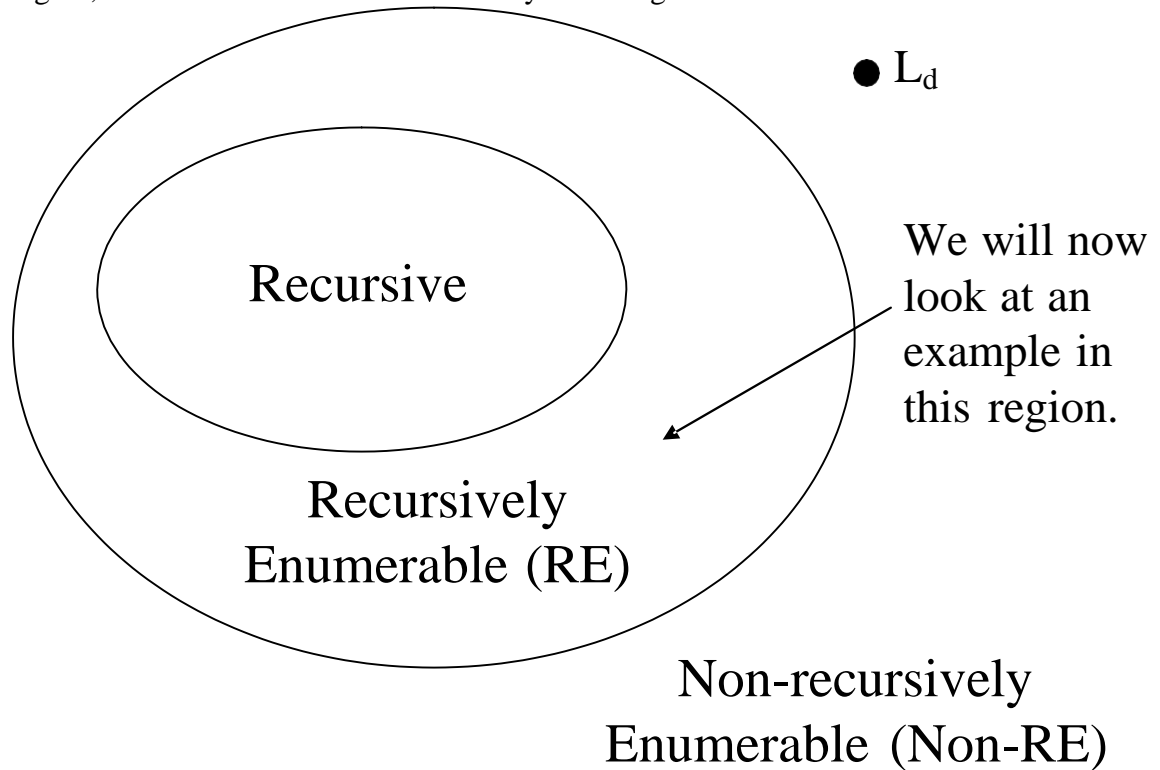 L_d
We will now
look at an
example in
this region.
Recursive
Recursively
Enumerable (RE)
Non-recursively
Enumerable (Non-RE)